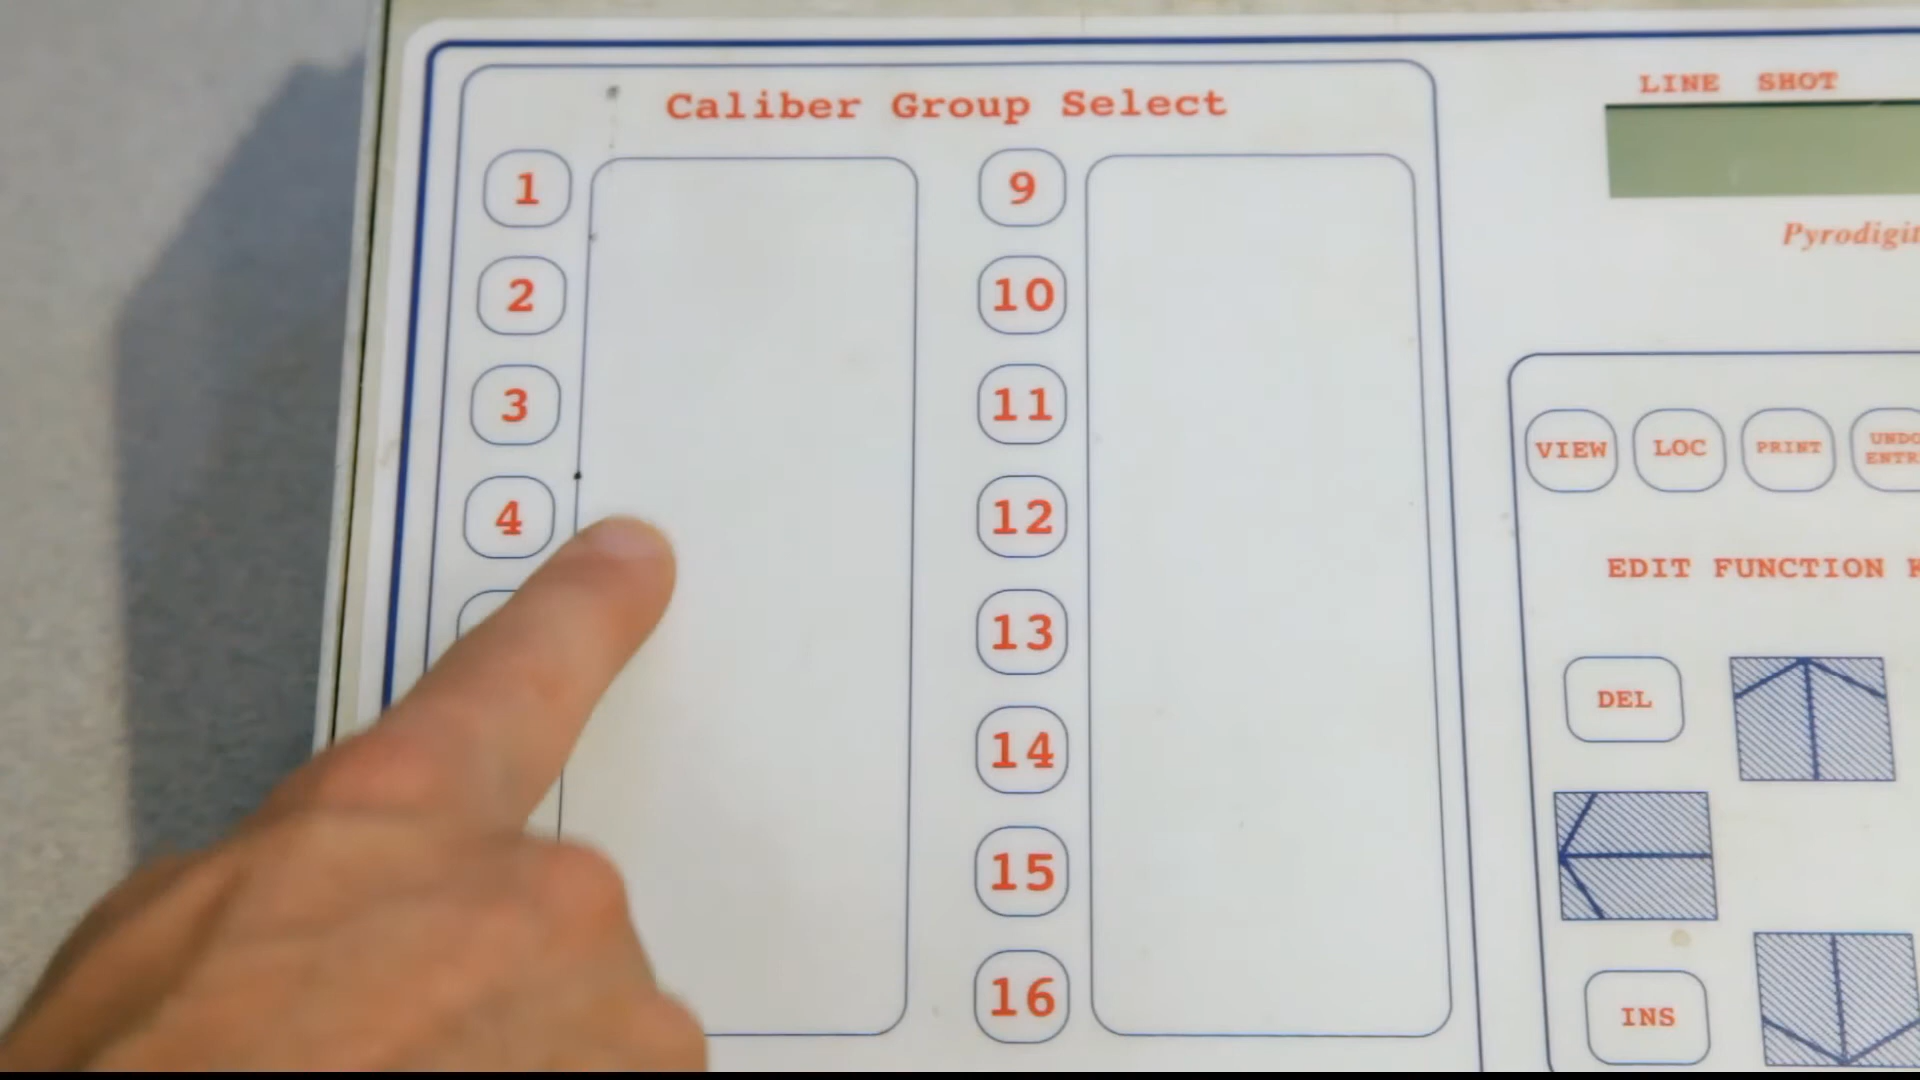 Caliber Group Select
1
2
3
4
9
10
11
12
13
14
15
16
LINE SHOT
VIEW
LOC
PRINT
EDIT FUNCTION
DEL
INS